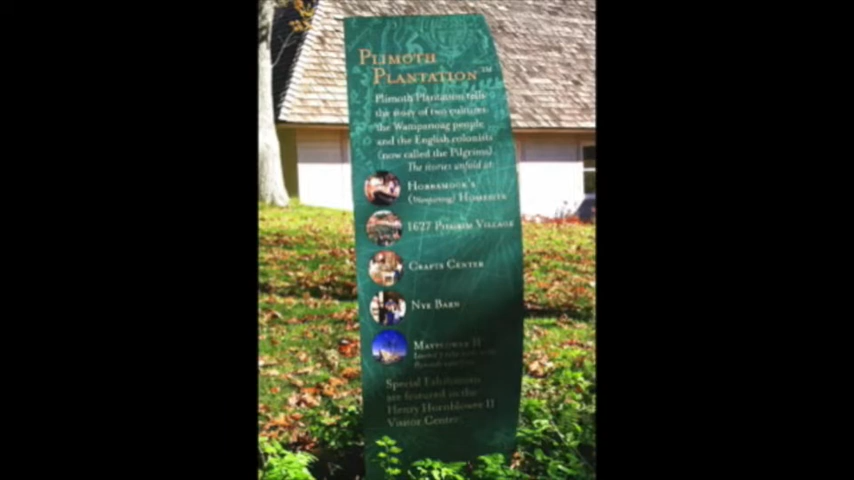 PLIMOTH
PLANTATION™
Plimoth Plantation tells
the story of two cultures:
the Wampanoag people
and the English colonists
(now called the Pilgrims).
The stories unfold at:
HOBBAMOCK'S
(Wampanoag) HOMESITE
1627 PILGRIM VILLAGE
CRAFTS CENTER
NYE BARN
MAYFLOWER II
Special Exhibitions
are featured in the
Henry Hornblower II
Visitor Center.